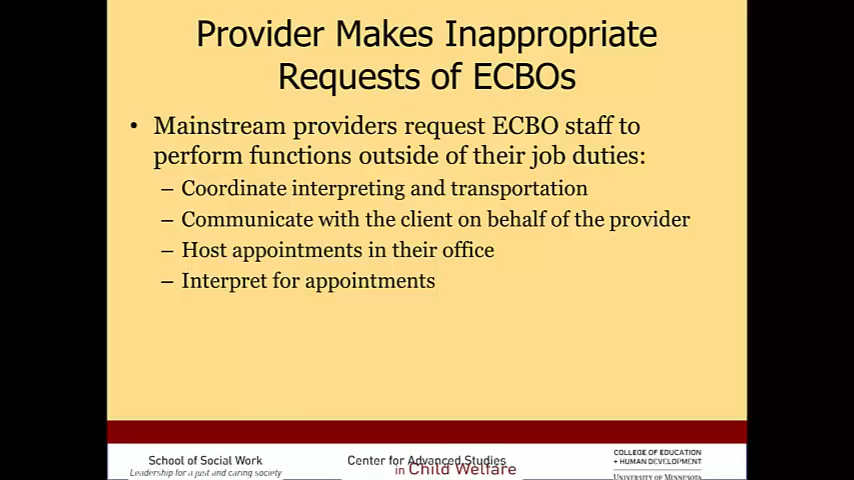 Provider Makes Inappropriate
Requests of ECBOs
• Mainstream providers request ECBO staff to
perform functions outside of their job duties:
– Coordinate interpreting and transportation
– Communicate with the client on behalf of the provider
– Host appointments in their office
– Interpret for appointments
School of Social Work
Leadership for a just and caring society
Center for Advanced Studies
in Child Welfare
COLLEGE OF EDUCATION
+ HUMAN DEVELOPMENT
UNIVERSITY OF MINNESOTA